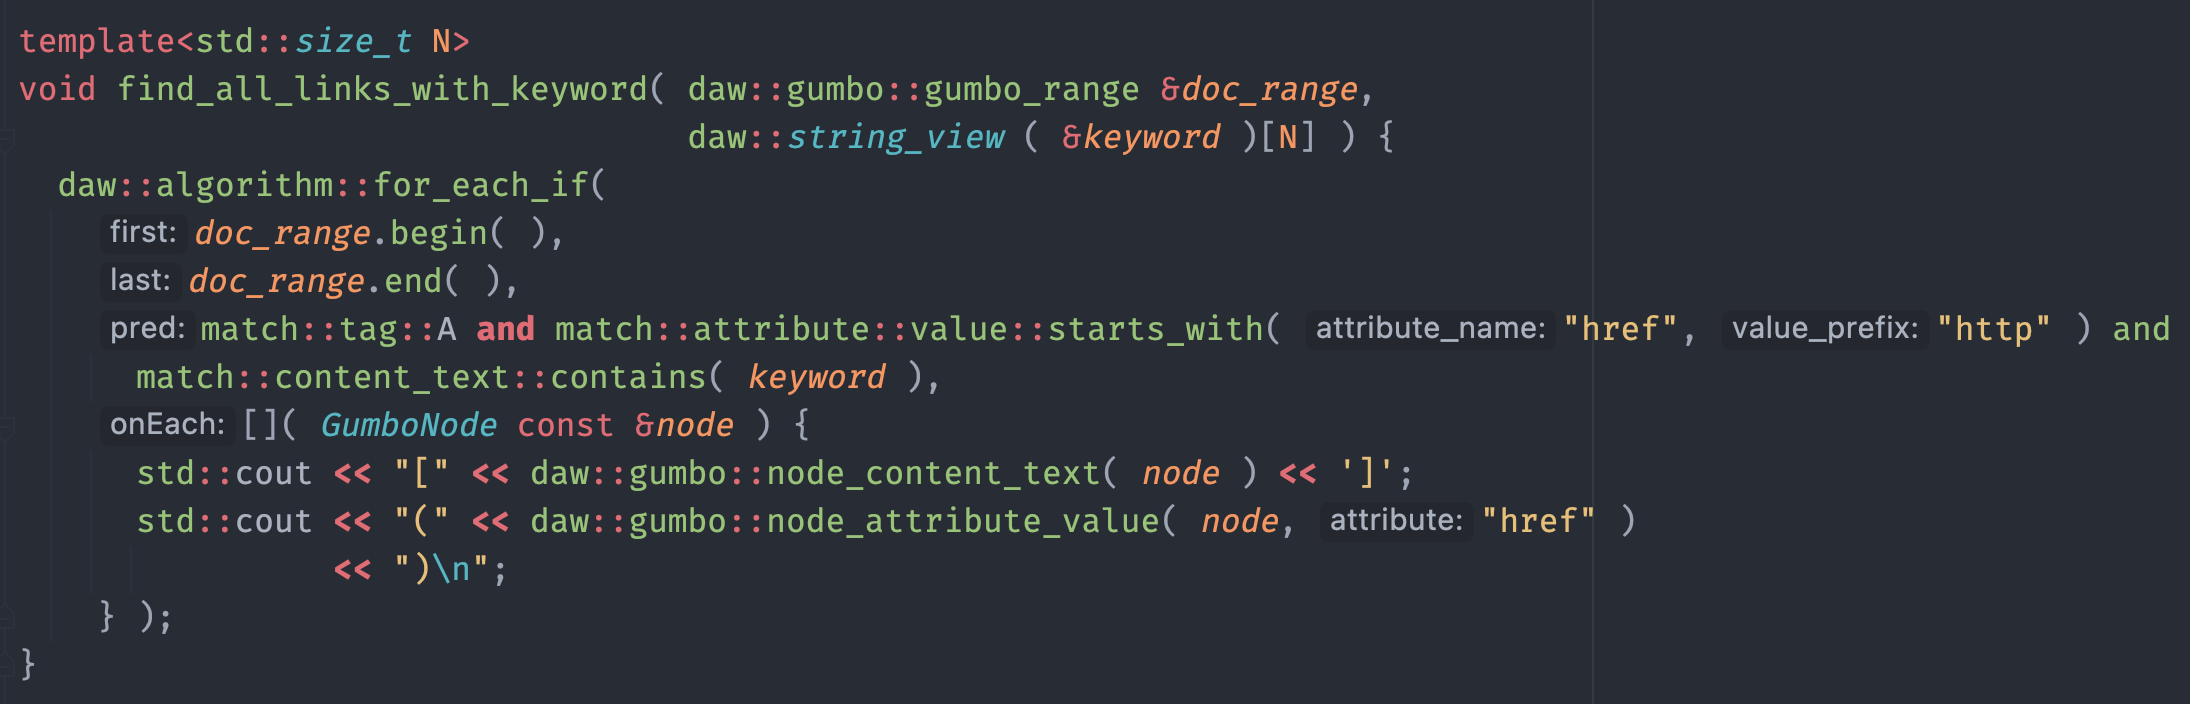 template<std::size_t N>
void find_all_links_with_keyword( daw::gumbo::gumbo_range &doc_range,
                                  daw::string_view ( &keyword )[N] ) {
  daw::algorithm::for_each_if(
    first: doc_range.begin( ),
    last: doc_range.end( ),
    pred: match::tag::A and match::attribute::value::starts_with( attribute_name: "href", value_prefix: "http" ) and
      match::content_text::contains( keyword ),
    onEach: []( GumboNode const &node ) {
      std::cout << "[" << daw::gumbo::node_content_text( node ) << ']';
      std::cout << "(" << daw::gumbo::node_attribute_value( node, attribute: "href" )
                << ")\n";
    } );
}